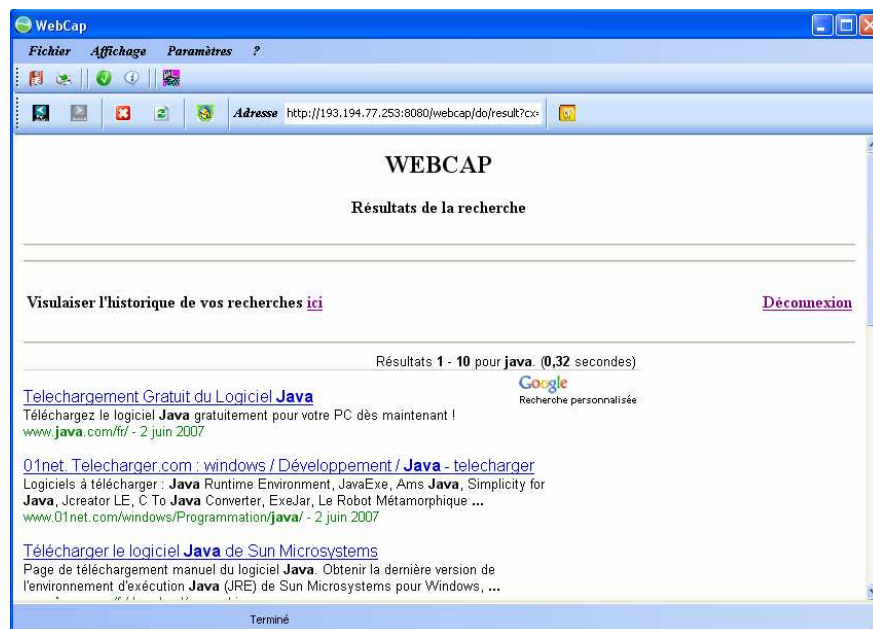 WebCap
Fichier Affichage Paramètres ?
Adresse http://193.194.77.253:8080/webcap/do/result?cx=
WEBCAP
Résultats de la recherche
Visulaiser l'historique de vos recherches ici Déconnexion
Résultats 1 - 10 pour java. (0,32 secondes)
Google
Recherche personnalisée
Telechargement Gratuit du Logiciel Java
Téléchargez le logiciel Java gratuitement pour votre PC dès maintenant !
www.java.com/fr/ - 2 juin 2007
01net. Telecharger.com : windows / Développement / Java - telecharger
Logiciels à télécharger : Java Runtime Environment, JavaExe, Ams Java, Simplicity for
Java, Jcreator LE, C To Java Converter, ExeJar, Le Robot Métamorphique ...
www.01net.com/windows/Programmation/java/ - 2 juin 2007
Télécharger le logiciel Java de Sun Microsystems
Page de téléchargement manuel du logiciel Java. Obtenir la dernière version de
l'environnement d'exécution Java (JRE) de Sun Microsystems pour Windows, ...
Terminé